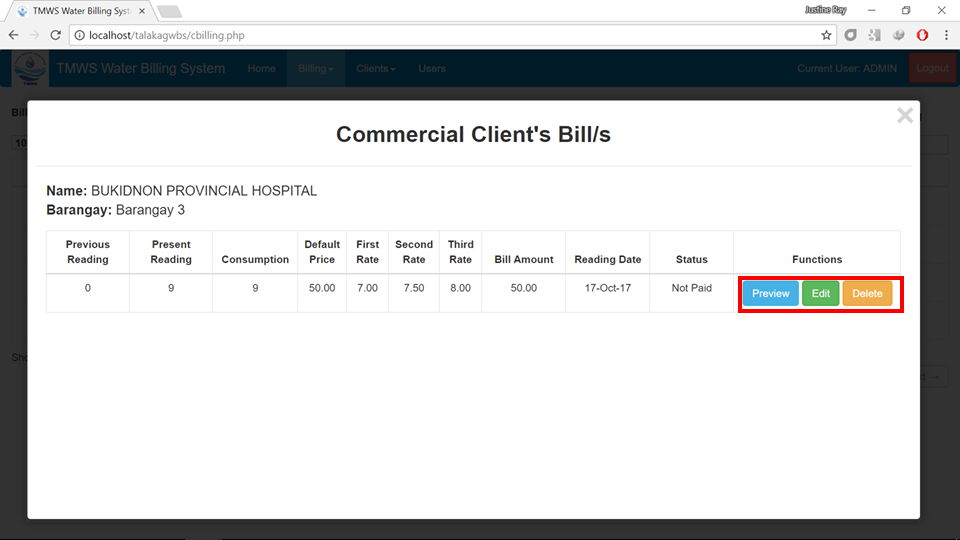 TMWS Water Billing Syst
Justine Ray
localhost/talakagwbs/cbilling.php
TMWS Water Billing System Home Billing Clients Users Current User: ADMIN Logout
Bill
10
Commercial Client's Bill/s
×
Name: BUKIDNON PROVINCIAL HOSPITAL
Barangay: Barangay 3
Previous Reading Present Reading Consumption Default Price First Rate Second Rate Third Rate Bill Amount Reading Date Status Functions
0 9 9 50.00 7.00 7.50 8.00 50.00 17-Oct-17 Not Paid Preview Edit Delete
Sho